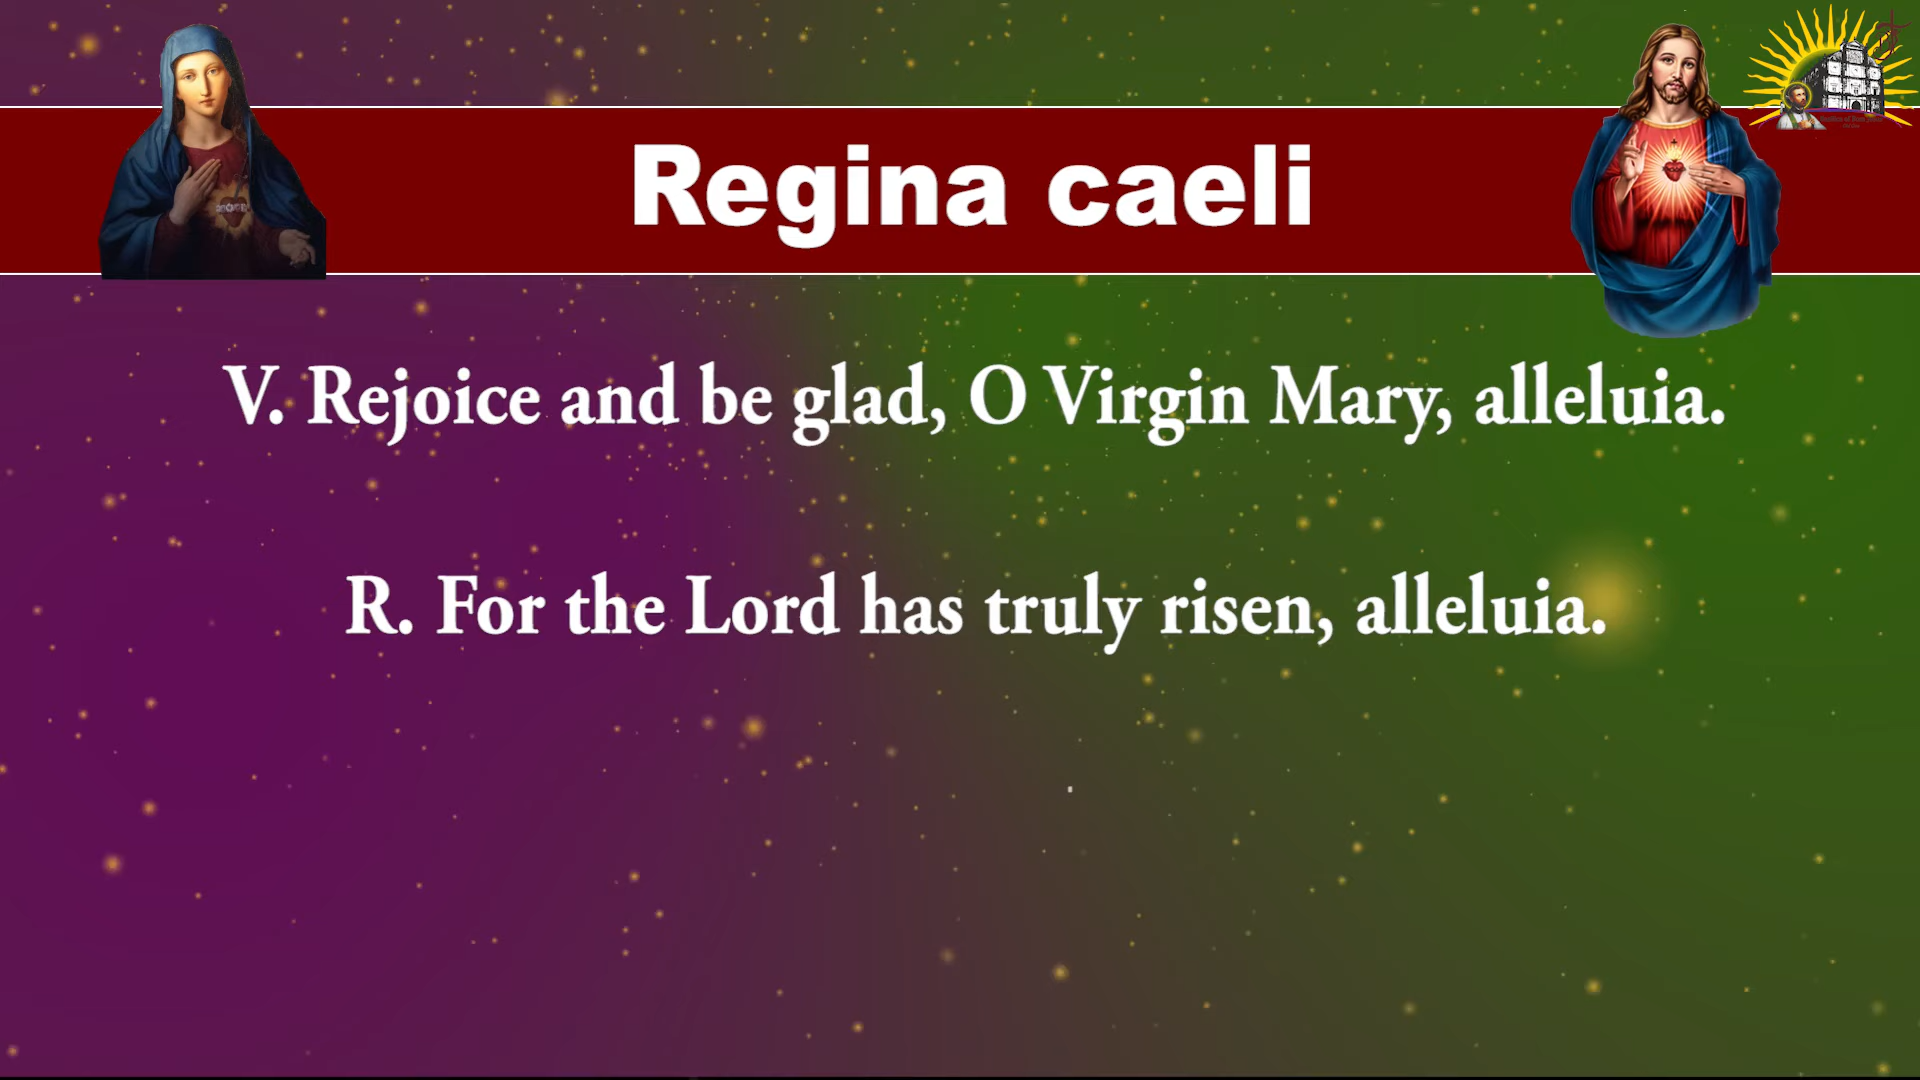 Regina caeli
V. Rejoice and be glad, O Virgin Mary, alleluia.
R. For the Lord has truly risen, alleluia.